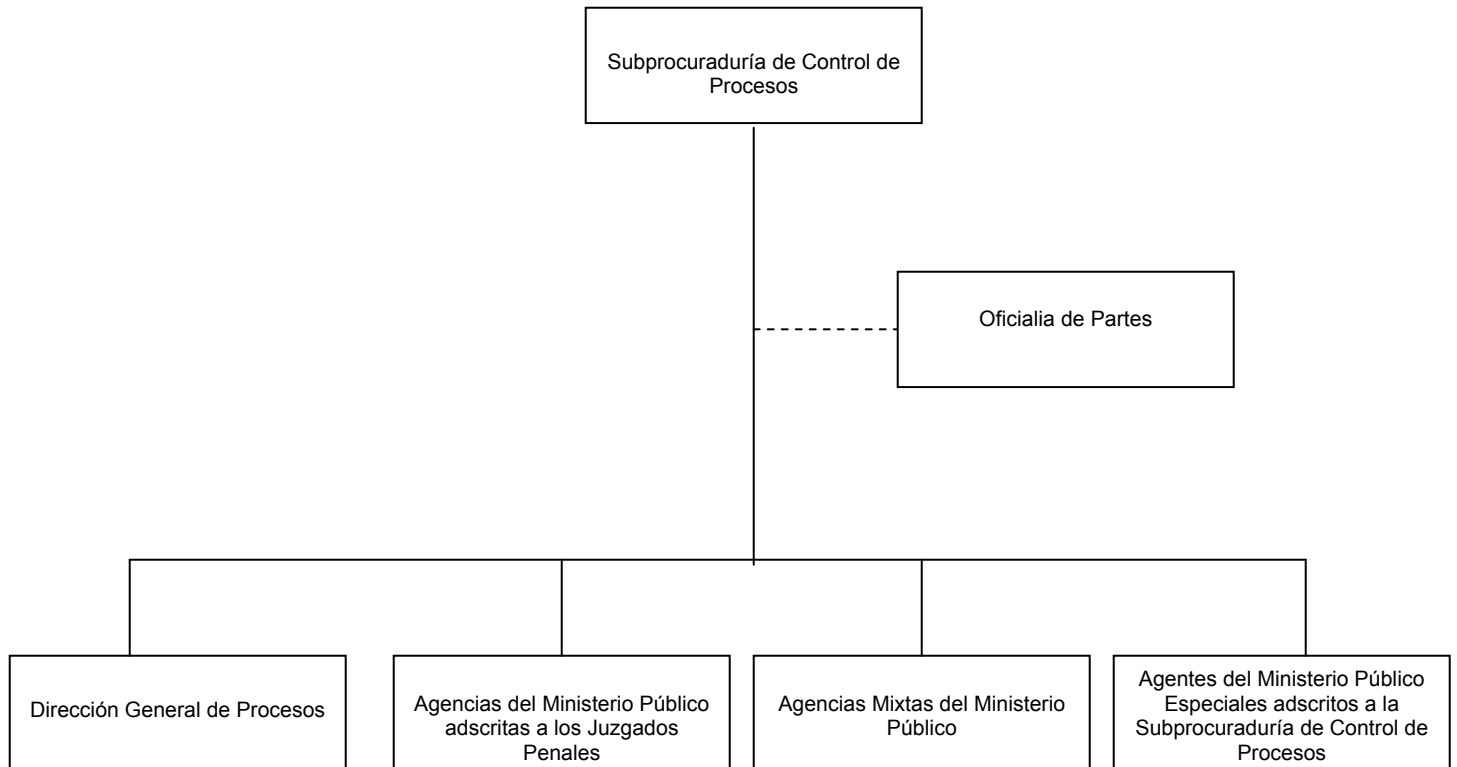 Subprocuraduría de Control de
Procesos
Oficialia de Partes
Dirección General de Procesos
Agencias del Ministerio Público
adscritas a los Juzgados
Penales
Agencias Mixtas del Ministerio
Público
Agentes del Ministerio Público
Especiales adscritos a la
Subprocuraduría de Control de
Procesos